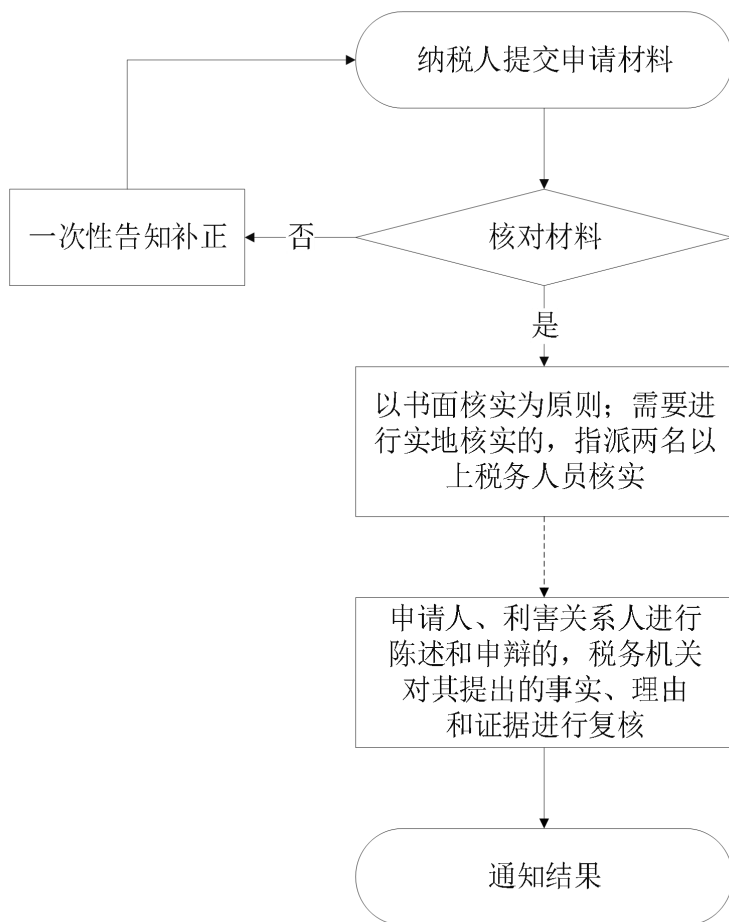 纳税人提交申请材料
核对材料
否
一次性告知补正
是
以书面核实为原则；需要进
行实地核实的，指派两名以
上税务人员核实
申请人、利害关系人进行
陈述和申辩的，税务机关
对其提出的事实、理由
和证据进行复核
通知结果